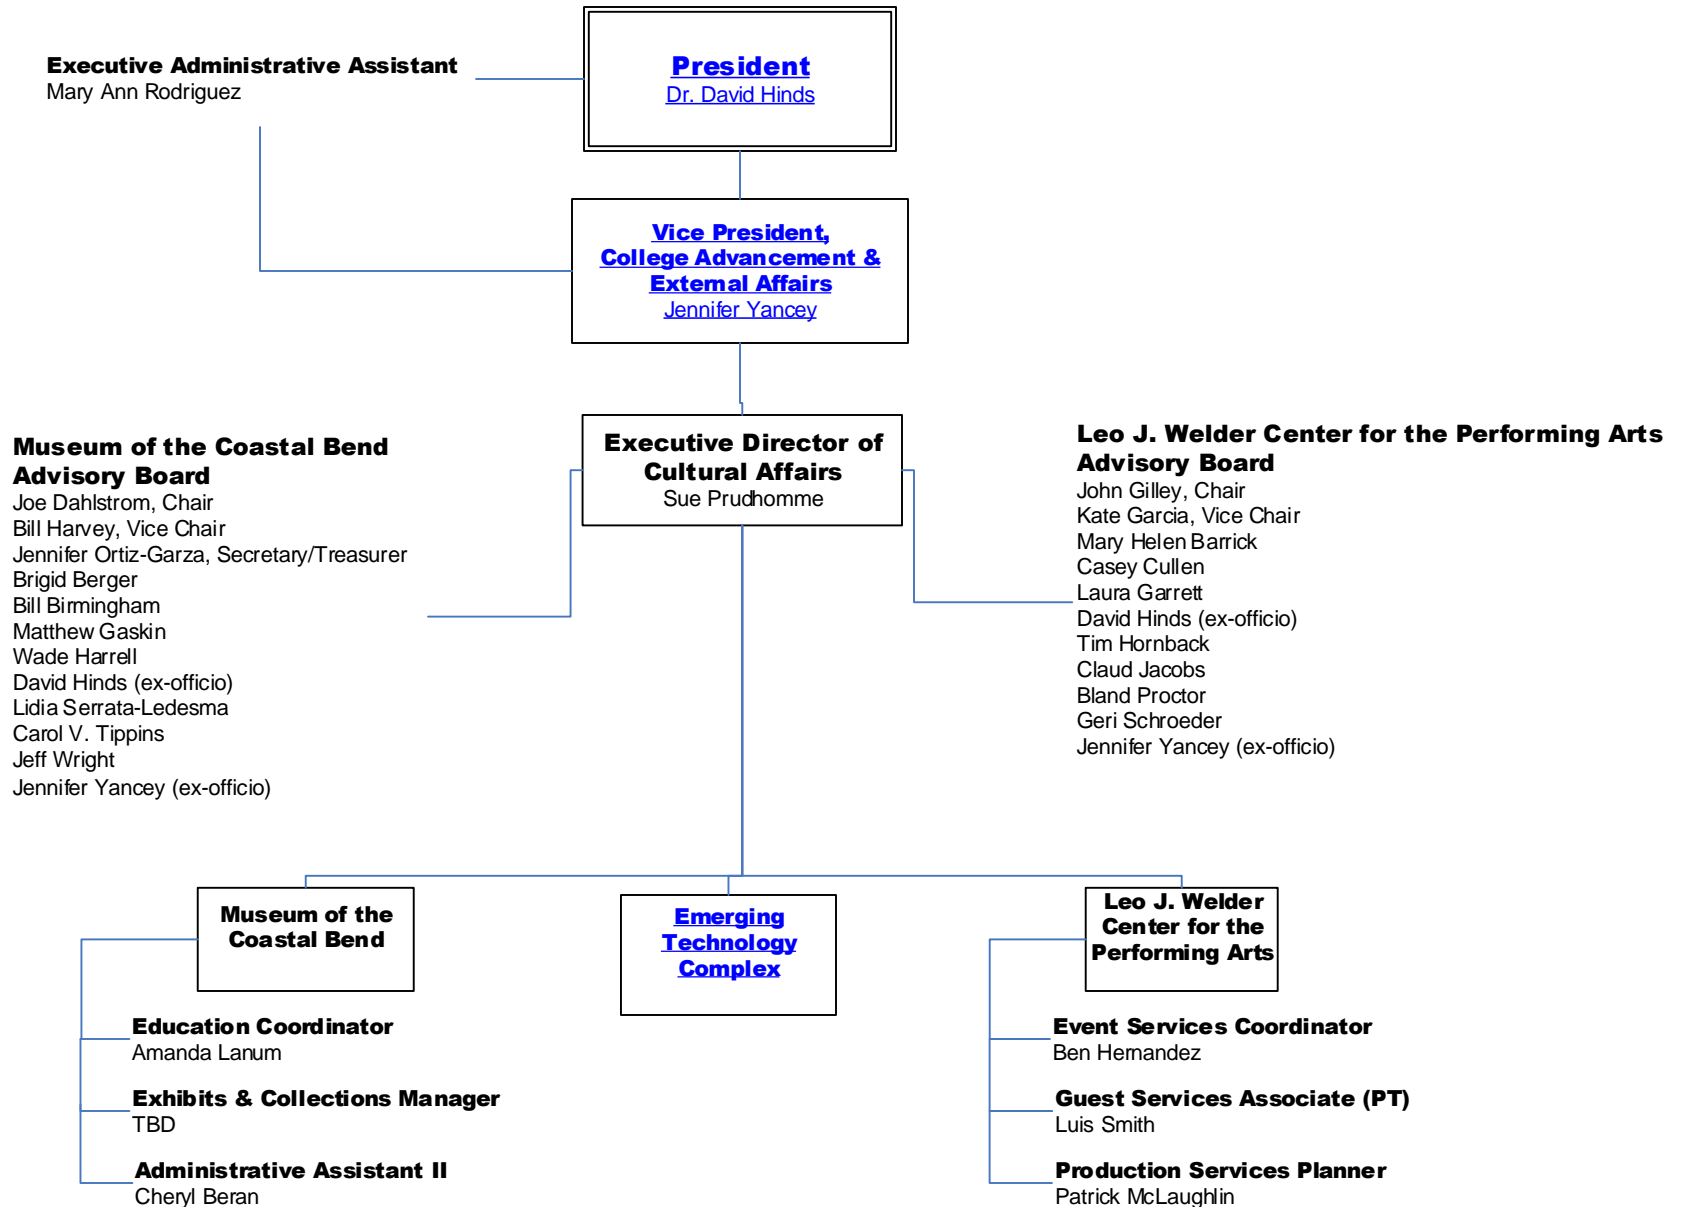 Executive Administrative Assistant
Mary Ann Rodriguez
President
Dr. David Hinds
Vice President,
College Advancement &
External Affairs
Jennifer Yancey
Executive Director of
Cultural Affairs
Sue Prudhomme
Museum of the Coastal Bend
Advisory Board
Joe Dahlstrom, Chair
Bill Harvey, Vice Chair
Jennifer Ortiz-Garza, Secretary/Treasurer
Brigid Berger
Bill Birmingham
Matthew Gaskin
Wade Harrell
David Hinds (ex-officio)
Lidia Serrata-Ledesma
Carol V. Tippins
Jeff Wright
Jennifer Yancey (ex-officio)
Leo J. Welder Center for the Performing Arts
Advisory Board
John Gilley, Chair
Kate Garcia, Vice Chair
Mary Helen Barrick
Casey Cullen
Laura Garrett
David Hinds (ex-officio)
Tim Hornback
Claud Jacobs
Bland Proctor
Geri Schroeder
Jennifer Yancey (ex-officio)
Museum of the
Coastal Bend
Education Coordinator
Amanda Lanum
Exhibits & Collections Manager
TBD
Administrative Assistant II
Cheryl Beran
Emerging
Technology
Complex
Leo J. Welder
Center for the
Performing Arts
Event Services Coordinator
Ben Hernandez
Guest Services Associate (PT)
Luis Smith
Production Services Planner
Patrick McLaughlin